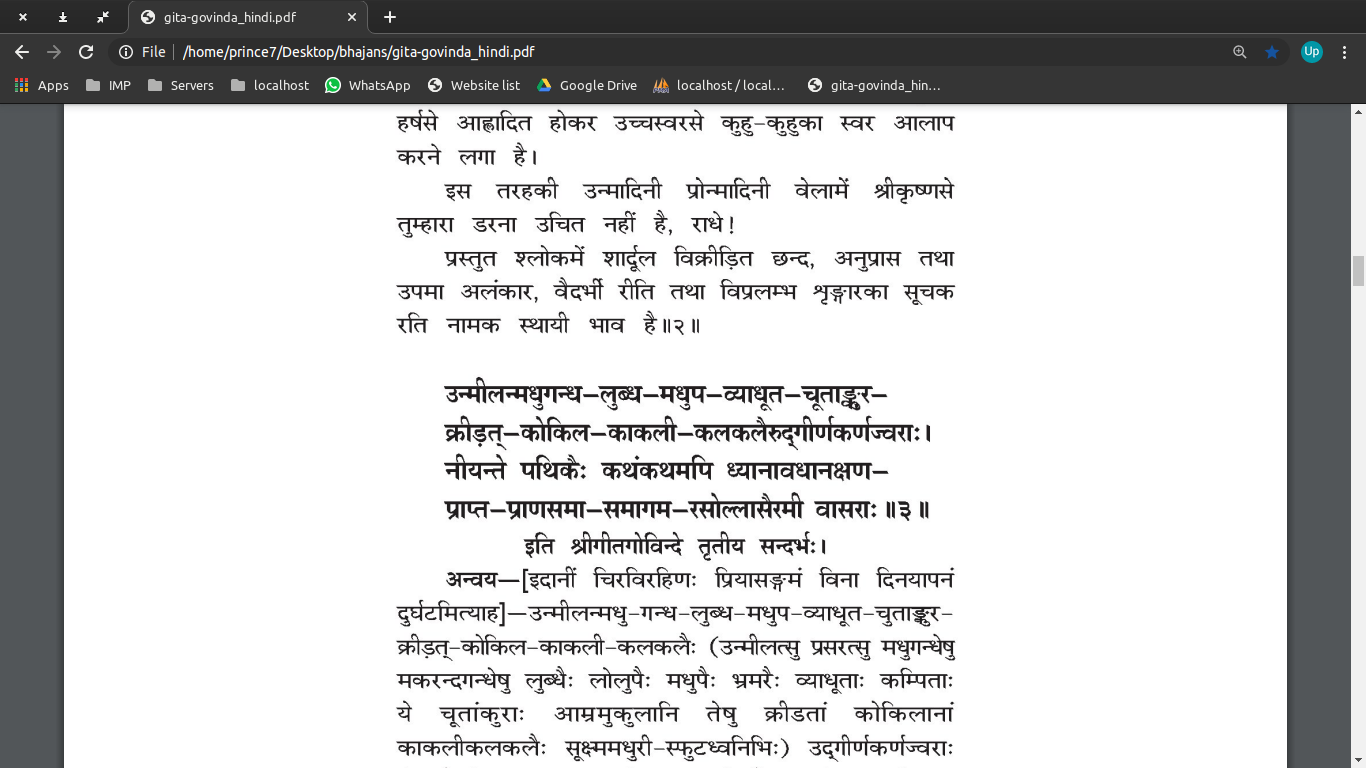 gita-govinda_hindi.pdf
File /home/prince7/Desktop/bhajans/gita-govinda_hindi.pdf
Up
Apps IMP Servers localhost WhatsApp Website list Google Drive localhost / local… gita-govinda_hin…
हर्षसे आह्लादित होकर उच्चस्वरसे कुहु-कुहुका स्वर आलाप
करने लगा है।
इस तरहकी उन्मादिनी प्रोन्मादिनी वेलामें श्रीकृष्णसे
तुम्हारा डरना उचित नहीं है, राधे!
प्रस्तुत श्लोकमें शार्दूल विक्रीड़ित छन्द, अनुप्रास तथा
उपमा अलंकार, वैदर्भी रीति तथा विप्रलम्भ शृङ्गारका सूचक
रति नामक स्थायी भाव है॥२॥
उन्मीलन्मधुगन्ध–लुब्ध–मधुप–व्याधूत–चूताङ्कुर–
क्रीड़त्–कोकिल–काकली–कलकलैरुद्गीर्णकर्णज्वराः।
नीयन्ते पथिकैः कथंकथमपि ध्यानावधानक्षण–
प्राप्त–प्राणसमा–समागम–रसोल्लासैरमी वासराः॥३॥
इति श्रीगीतगोविन्दे तृतीय सन्दर्भः।
अन्वय—[इदानीं चिरविरहिणः प्रियासङ्गमं विना दिनयापनं
दुर्घटमित्याह]—उन्मीलन्मधु-गन्ध-लुब्ध-मधुप-व्याधूत-चुताङ्कुर-
क्रीड़त्-कोकिल-काकली-कलकलैः (उन्मीलत्सु प्रसरत्सु मधुगन्धेषु
मकरन्दगन्धेषु लुब्धैः लोलुपैः मधुपैः भ्रमरैः व्याधूताः कम्पिताः
ये चूतांकुराः आम्रमुकुलानि तेषु क्रीडतां कोकिलानां
काकलीकलकलैः सूक्ष्ममधुरी-स्फुटध्वनिभिः) उद्गीर्णकर्णज्वराः